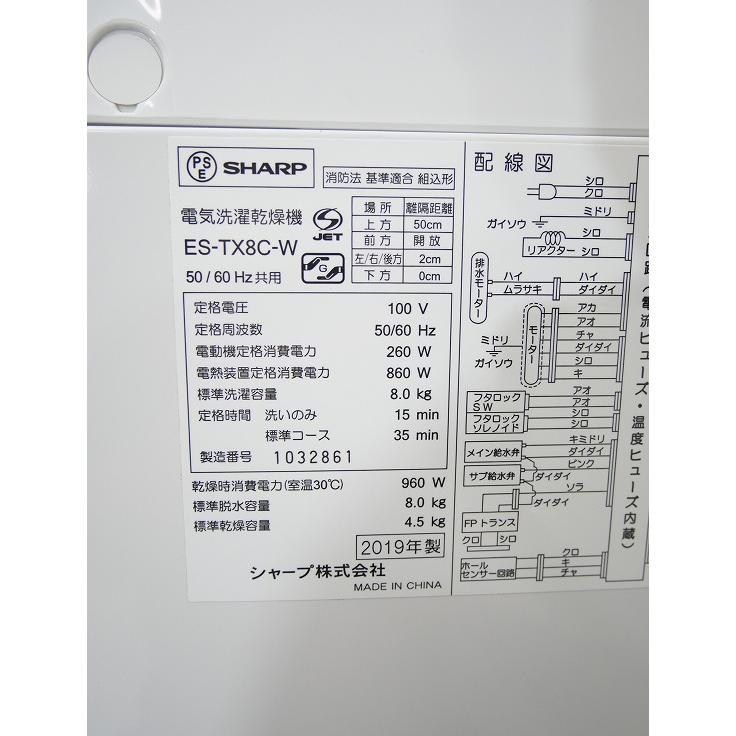 PSE SHARP
消防法 基準適合 組込形
電気洗濯乾燥機
JET
ES-TX8C-W
G
50/60 Hz共用
場所 離隔距離
上方 50cm
前方 開放
左/右/後方 2cm
下方 0cm
定格電圧 100 V
定格周波数 50/60 Hz
電動機定格消費電力 260 W
電熱装置定格消費電力 860 W
標準洗濯容量 8.0 kg
定格時間 洗いのみ 15 min
標準コース 35 min
製造番号 1032861
乾燥時消費電力(室温30℃) 960 W
標準脱水容量 8.0 kg
標準乾燥容量 4.5 kg
2019年製
シャープ株式会社
MADE IN CHINA
配線図
シロ
クロ
ミドリ
ガイソウ
シロ
リアクター
シロ
排水モーター
ハイ ハイ
ムラサキ ダイダイ
アカ
アオ
チャ
ミドリ
ダイダイ
ガイソウ
モーター
シロ
キ
フタロック
SW
アオ
アオ
フタロック
ソレノイド
シロ
シロ
キミドリ
メイン給水弁
ダイダイ
ピンク
サブ給水弁
ダイダイ
ソラ
ダイダイ
FPトランス
クロ シロ
クロ
ホール
センサー回路
キ
チャ
路(電流ヒューズ・温度ヒューズ内蔵)